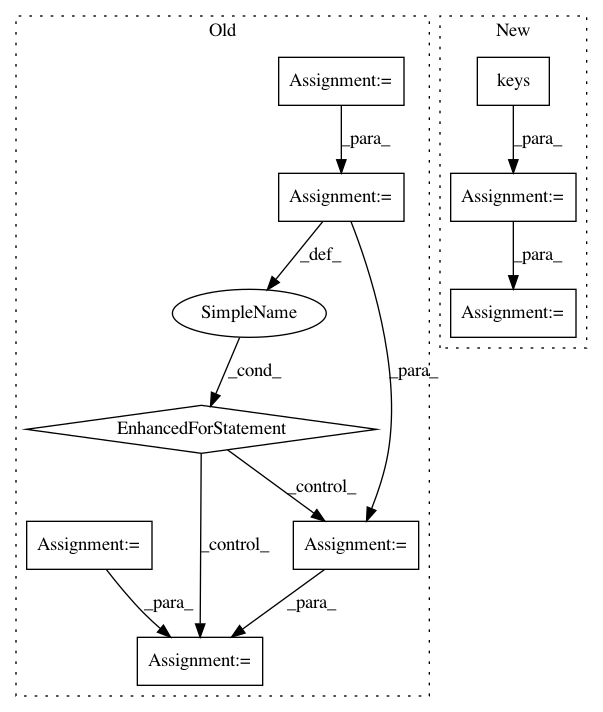 Old
New
Assignment:=
keys
_para_
_para_
Assignment:=
Assignment:=
_def_
_para_
SimpleName
Assignment:=
_cond_
_para_
EnhancedForStatement
_control_
Assignment:=
_control_
Assignment:=
_para_
_para_
Assignment:=